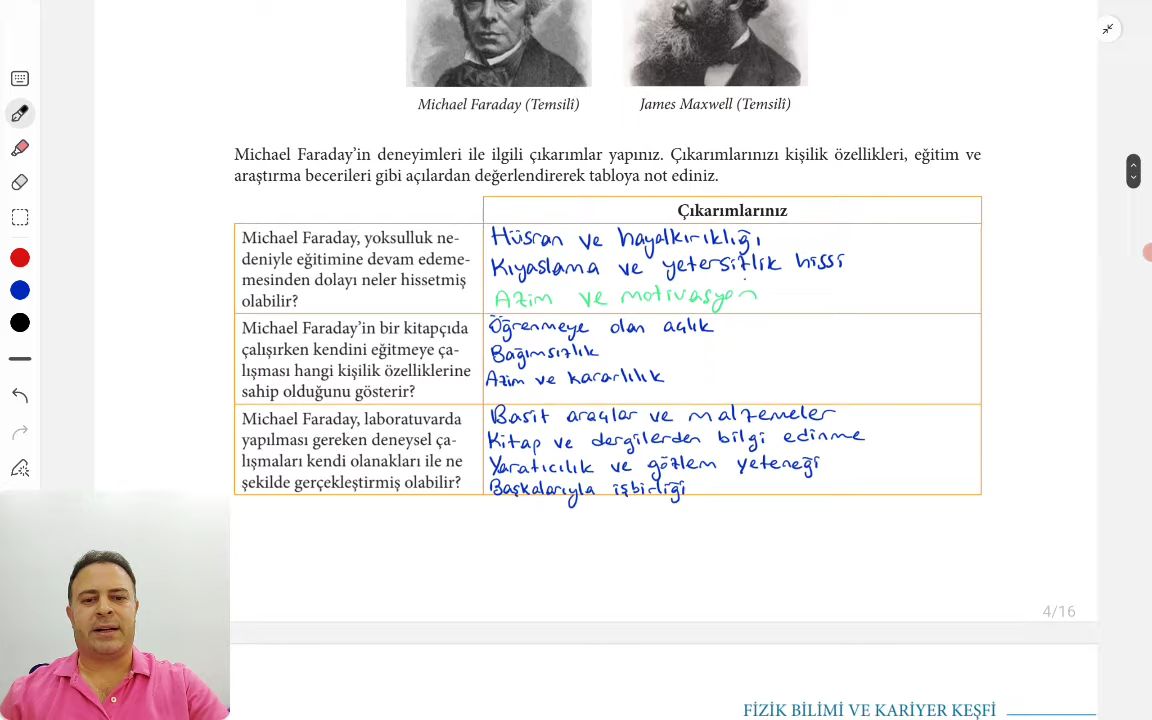 Michael Faraday (Temsilî)
James Maxwell (Temsilî)
Michael Faraday’in deneyimleri ile ilgili çıkarımlar yapınız. Çıkarımlarınızı kişilik özellikleri, eğitim ve
araştırma becerileri gibi açılardan değerlendirerek tabloya not ediniz.
Çıkarımlarınız
Michael Faraday, yoksulluk ne-
deniyle eğitimine devam edeme-
mesinden dolayı neler hissetmiş
olabilir?
Hüsran ve hayalkırıklığı
Kıyaslama ve yetersizlik hissi
Azim ve motivasyon
Michael Faraday’in bir kitapçıda
çalışırken kendini eğitmeye ça-
lışması hangi kişilik özelliklerine
sahip olduğunu gösterir?
Öğrenmeye olan açlık
Bağımsızlık
Azim ve kararlılık
Michael Faraday, laboratuvarda
yapılması gereken deneysel ça-
lışmaları kendi olanakları ile ne
şekilde gerçekleştirmiş olabilir?
Basit araçlar ve malzemeler
Kitap ve dergilerden bilgi edinme
Yaratıcılık ve gözlem yeteneği
Başkalarıyla işbirliği
4/16
FİZİK BİLİMİ VE KARİYER KEŞFİ